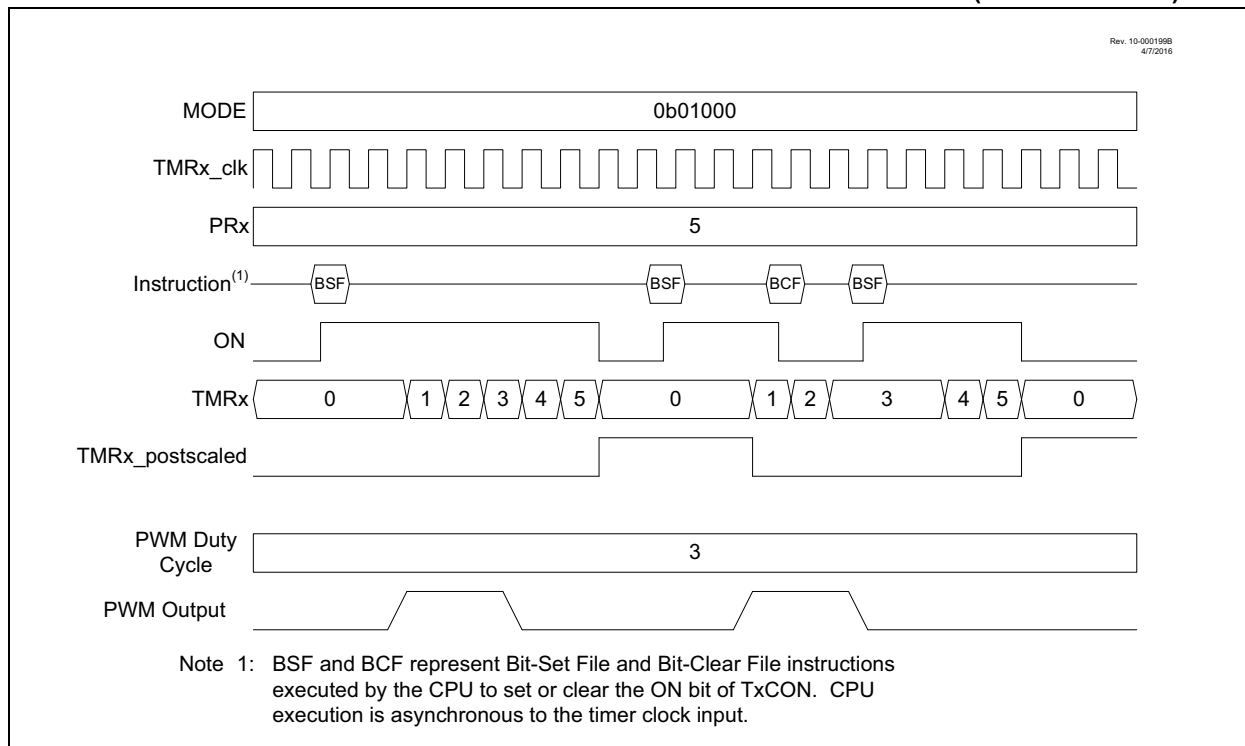 Rev. 10-000199B
4/7/2016
MODE 0b01000
TMRx_clk
PRx 5
Instruction(1) BSF BSF BCF BSF
ON
TMRx 0 1 2 3 4 5 0 1 2 3 4 5 0
TMRx_postscaled
PWM Duty
Cycle 3
PWM Output
Note 1: BSF and BCF represent Bit-Set File and Bit-Clear File instructions
executed by the CPU to set or clear the ON bit of TxCON. CPU
execution is asynchronous to the timer clock input.